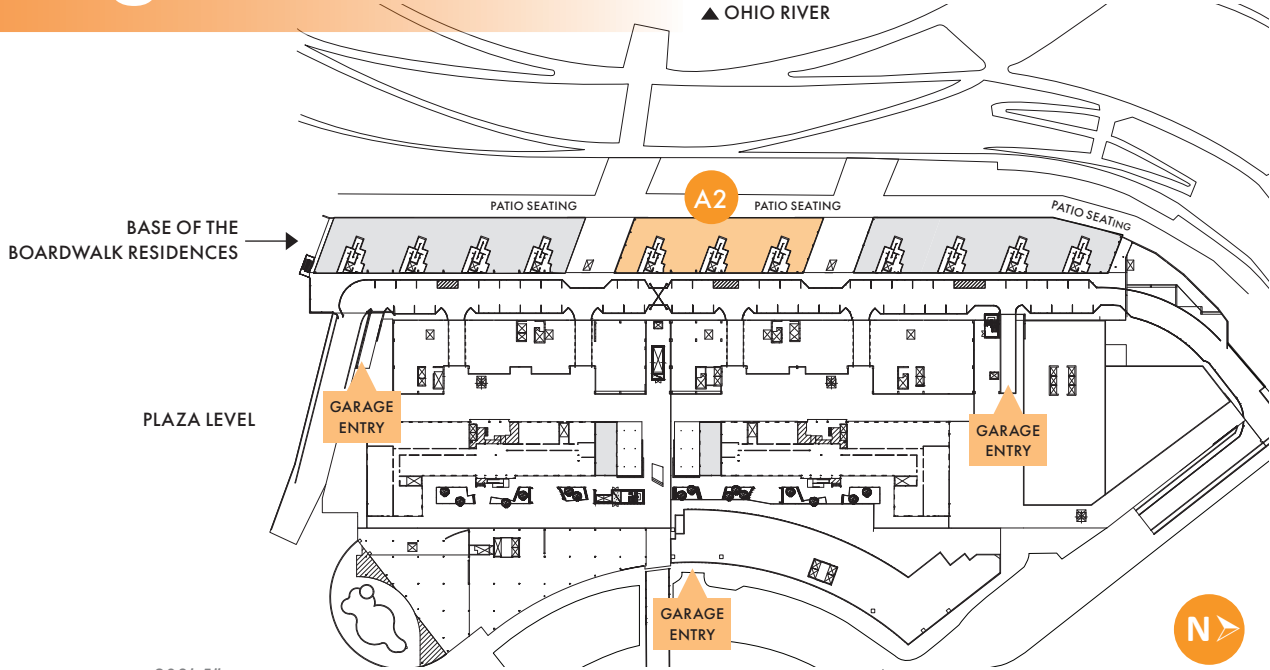 ▲ OHIO RIVER
A2
PATIO SEATING
PATIO SEATING
PATIO SEATING
BASE OF THE
BOARDWALK RESIDENCES
PLAZA LEVEL
GARAGE
ENTRY
GARAGE
ENTRY
GARAGE
ENTRY
N